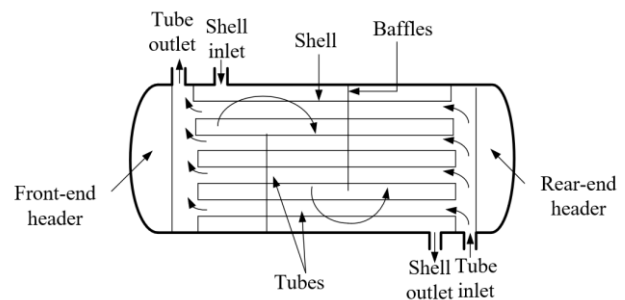 Tube
outlet
Shell
inlet
Shell
Baffles
Front-end
header
Rear-end
header
Tubes
Shell
outlet
Tube
inlet